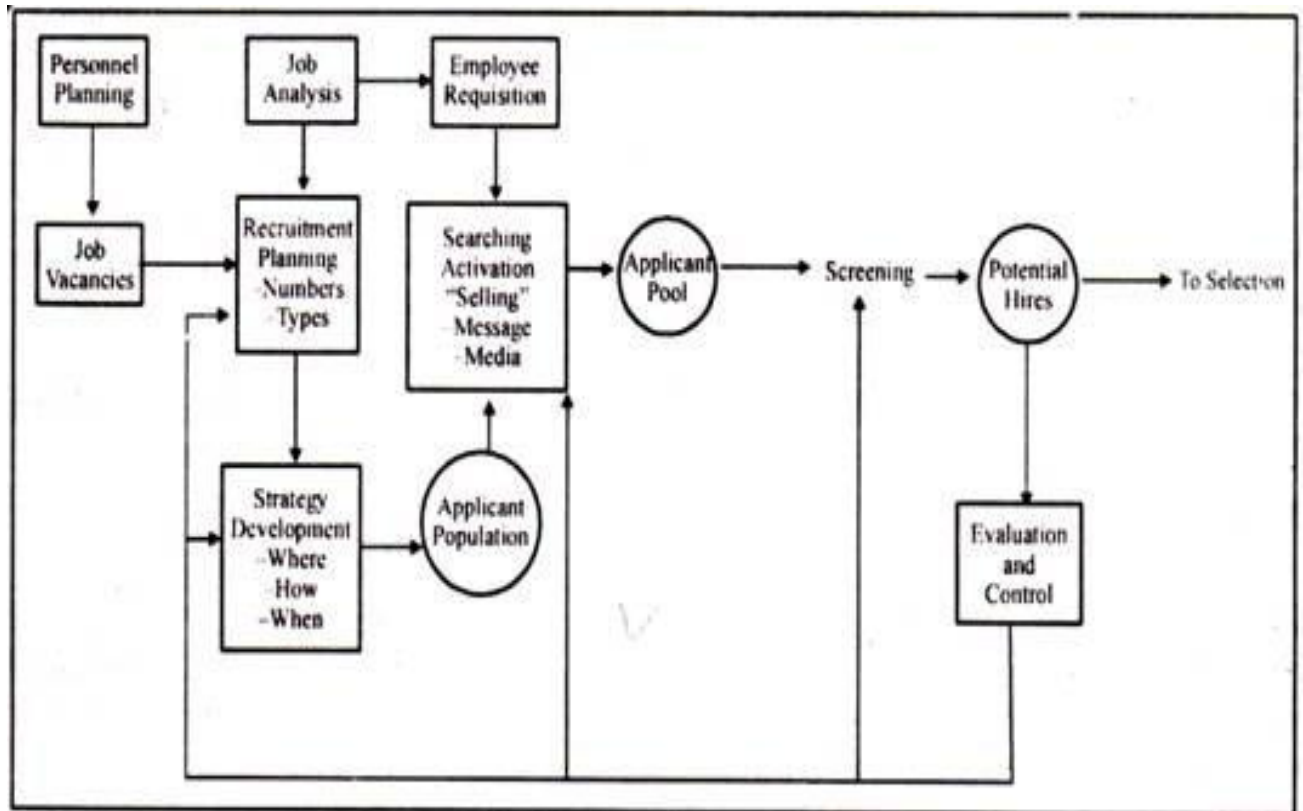 Personnel
Planning
Job
Analysis
Employee
Requisition
Job
Vacancies
Recruitment
Planning
-Numbers
-Types
Searching
Activation
"Selling"
-Message
-Media
Applicant
Pool
Screening
Potential
Hires
To Selection
Strategy
Development
-Where
-How
-When
Applicant
Population
Evaluation
and
Control